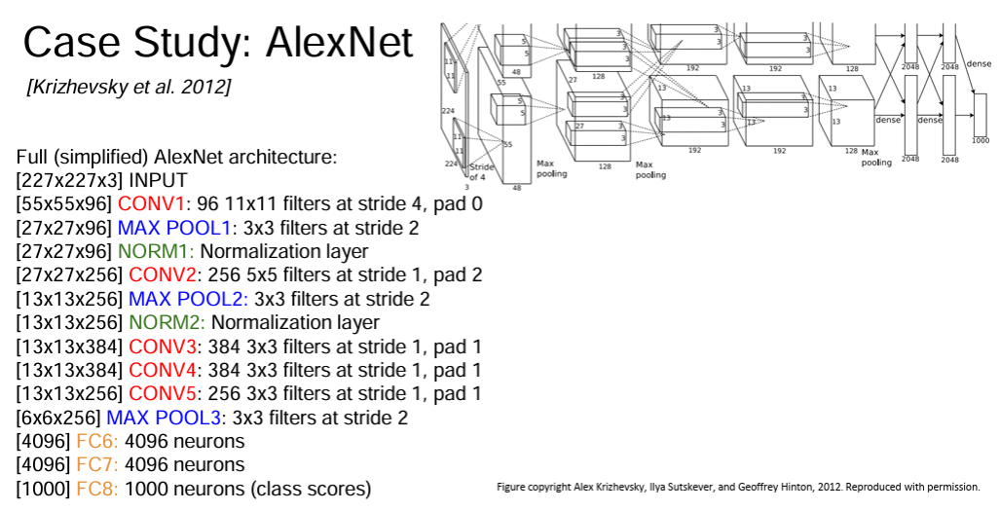 Case Study: AlexNet
[Krizhevsky et al. 2012]
Full (simplified) AlexNet architecture:
[227x227x3] INPUT
[55x55x96] CONV1: 96 11x11 filters at stride 4, pad 0
[27x27x96] MAX POOL1: 3x3 filters at stride 2
[27x27x96] NORM1: Normalization layer
[27x27x256] CONV2: 256 5x5 filters at stride 1, pad 2
[13x13x256] MAX POOL2: 3x3 filters at stride 2
[13x13x256] NORM2: Normalization layer
[13x13x384] CONV3: 384 3x3 filters at stride 1, pad 1
[13x13x384] CONV4: 384 3x3 filters at stride 1, pad 1
[13x13x256] CONV5: 256 3x3 filters at stride 1, pad 1
[6x6x256] MAX POOL3: 3x3 filters at stride 2
[4096] FC6: 4096 neurons
[4096] FC7: 4096 neurons
[1000] FC8: 1000 neurons (class scores)
11
11
5
5
48
3
3
128
3
3
192
3
3
192
128
2048
2048
dense
224
55
27
13
13
13
11
11
5
5
3
3
3
3
3
3
55
27
13
13
13
dense
dense
1000
224
Stride
of 4
3
48
Max
pooling
128
Max
pooling
192
192
128
Max
pooling
2048
2048
Figure copyright Alex Krizhevsky, Ilya Sutskever, and Geoffrey Hinton, 2012. Reproduced with permission.